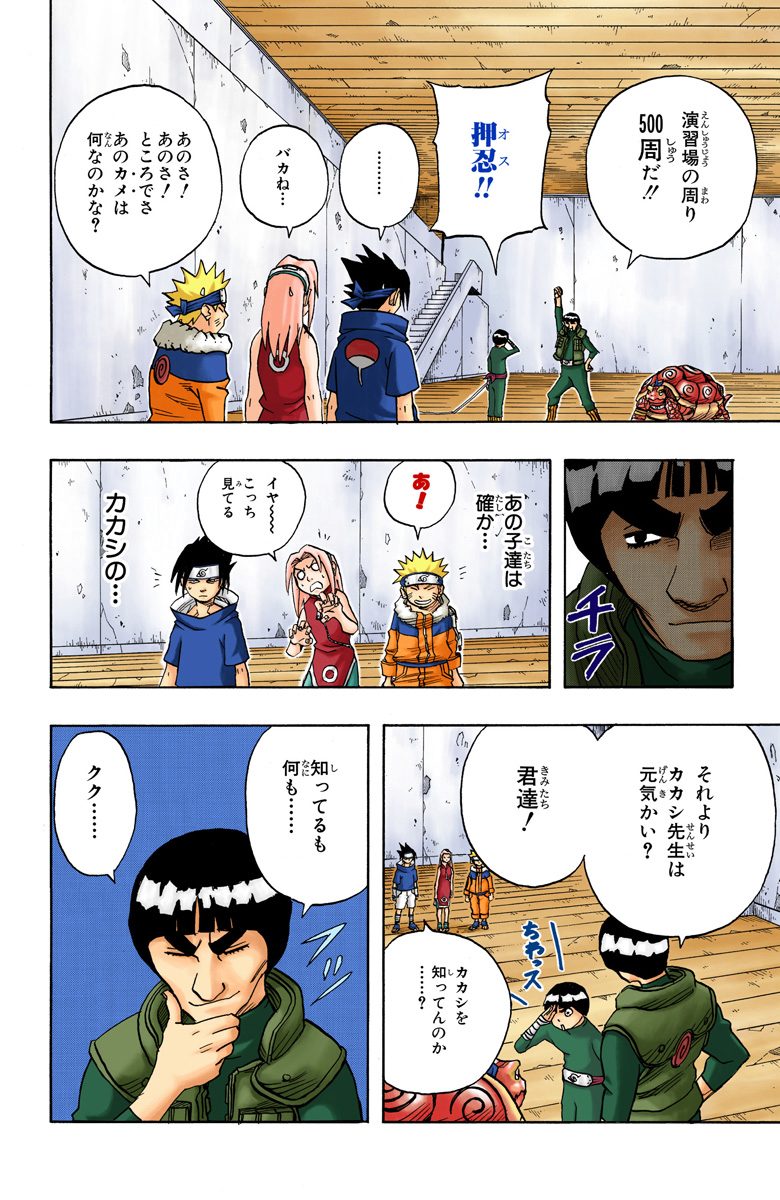 演習場の周り
500周だ!!
押忍!!
………
バカね…
あのさ!
あのさ!
ところでさ
あのカメは
何なのかな?
チラ
あの子達は
確か…
あ!
イヤ~~
こっち
見てる
カカシの…
それより
カカシ先生は
元気かい?
君達!
ちわっス
カカシを
知ってんのか
……?
知ってるも
何も……
クク……